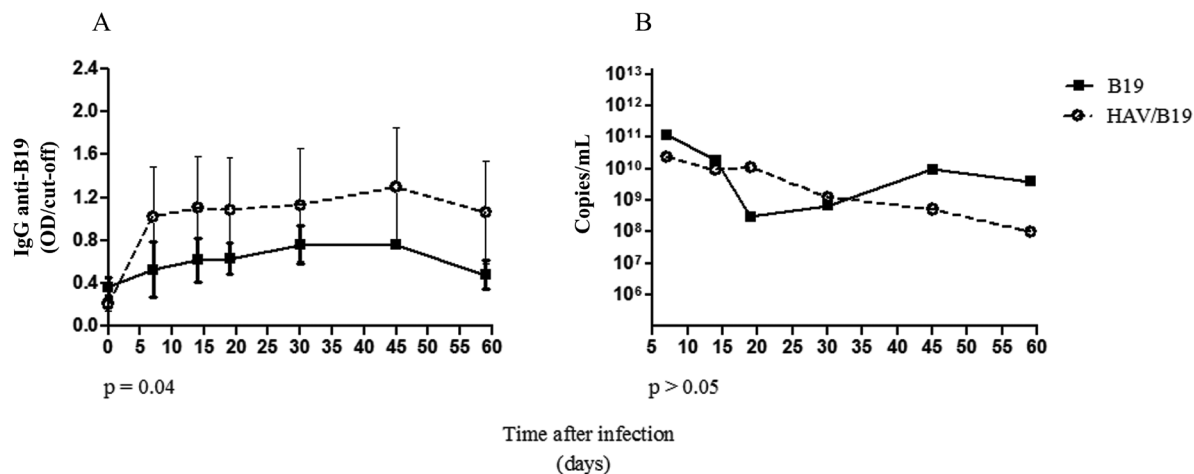 A
B
IgG anti-B19
(OD/cut-off)
2.4
2.0
1.6
1.2
0.8
0.4
0.0
0 5 10 15 20 25 30 35 40 45 50 55 60
p = 0.04
Copies/mL
10¹³
10¹²
10¹¹
10¹⁰
10⁹
10⁸
10⁷
10⁶
5 10 15 20 25 30 35 40 45 50 55 60
p > 0.05
B19
HAV/B19
Time after infection
(days)